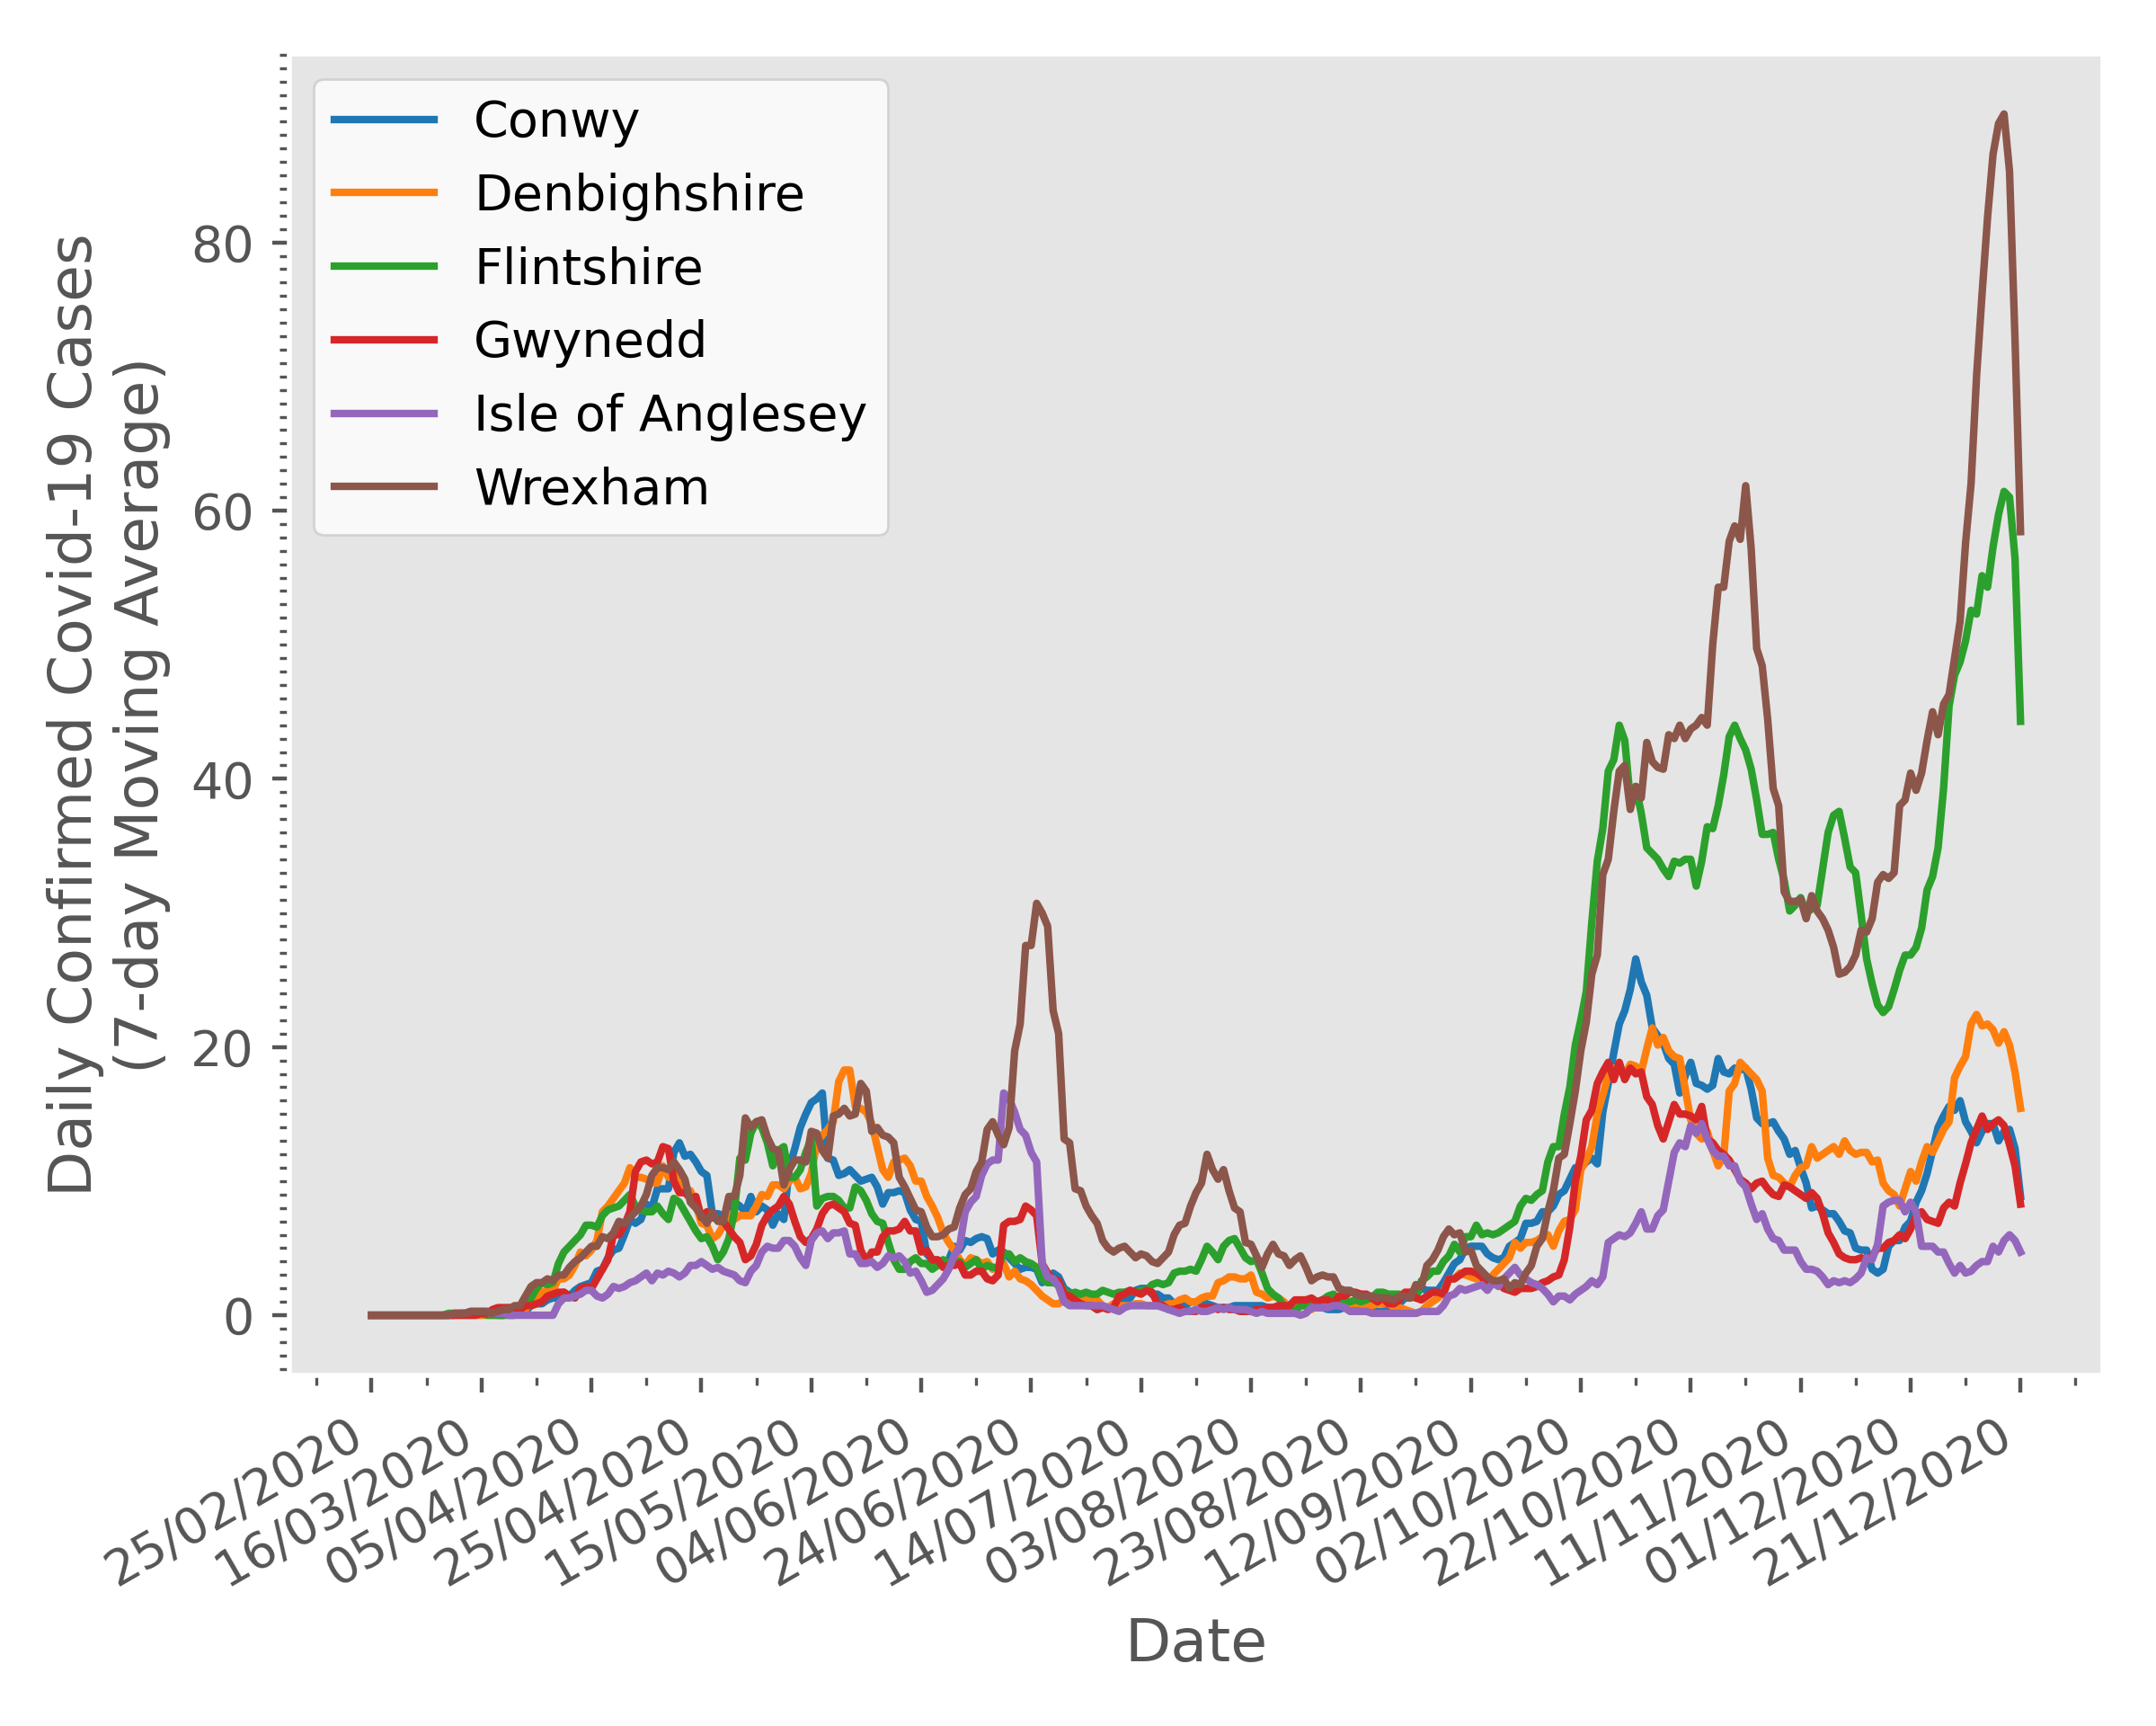 Conwy
Denbighshire
Flintshire
Gwynedd
Isle of Anglesey
Wrexham
Daily Confirmed Covid-19 Cases
(7-day Moving Average)
80
60
40
20
0
25/02/2020
16/03/2020
05/04/2020
25/04/2020
15/05/2020
04/06/2020
24/06/2020
14/07/2020
03/08/2020
23/08/2020
12/09/2020
02/10/2020
22/10/2020
11/11/2020
01/12/2020
21/12/2020
Date